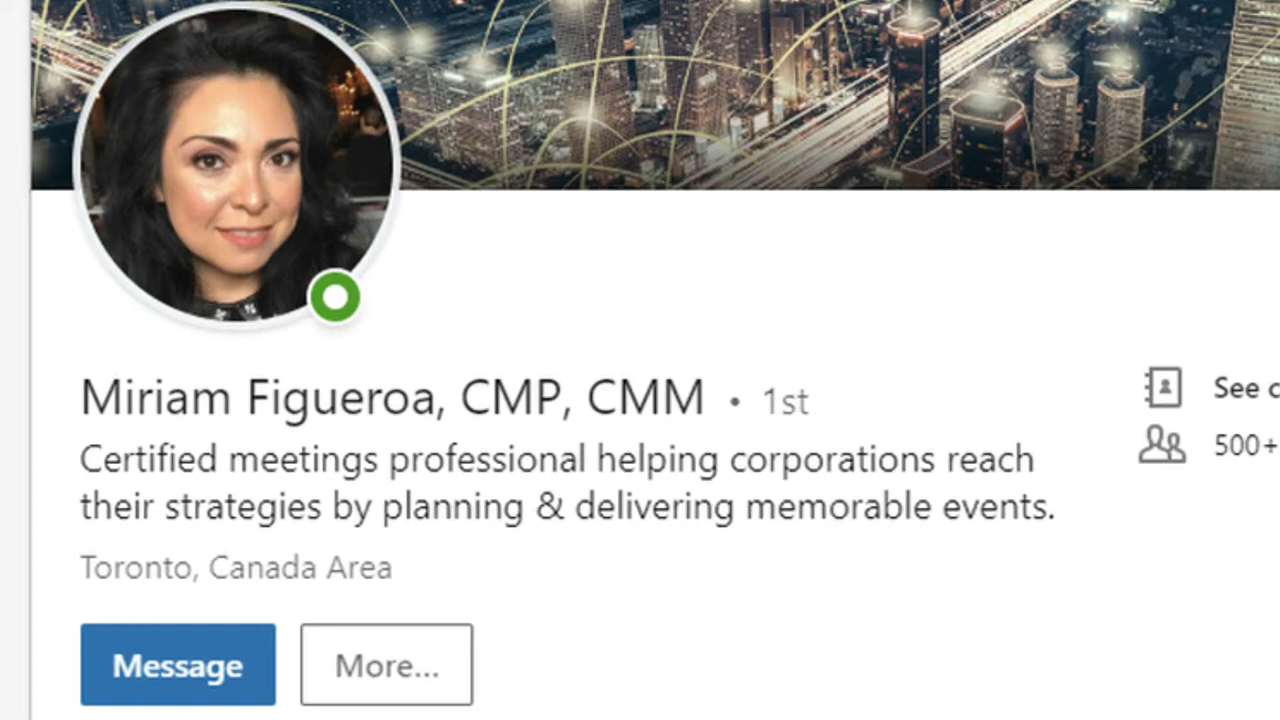 Miriam Figueroa, CMP, CMM • 1st
Certified meetings professional helping corporations reach
their strategies by planning & delivering memorable events.
Toronto, Canada Area
Message
More...
See c
500+